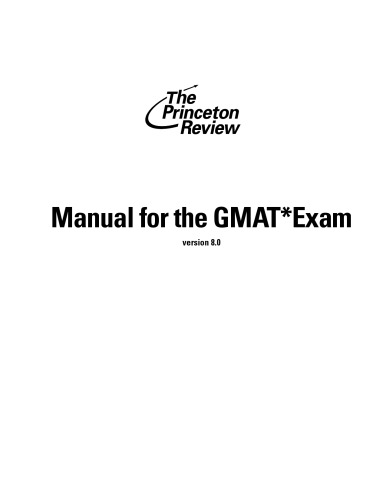 The
Princeton
Review
Manual for the GMAT*Exam
version 8.0